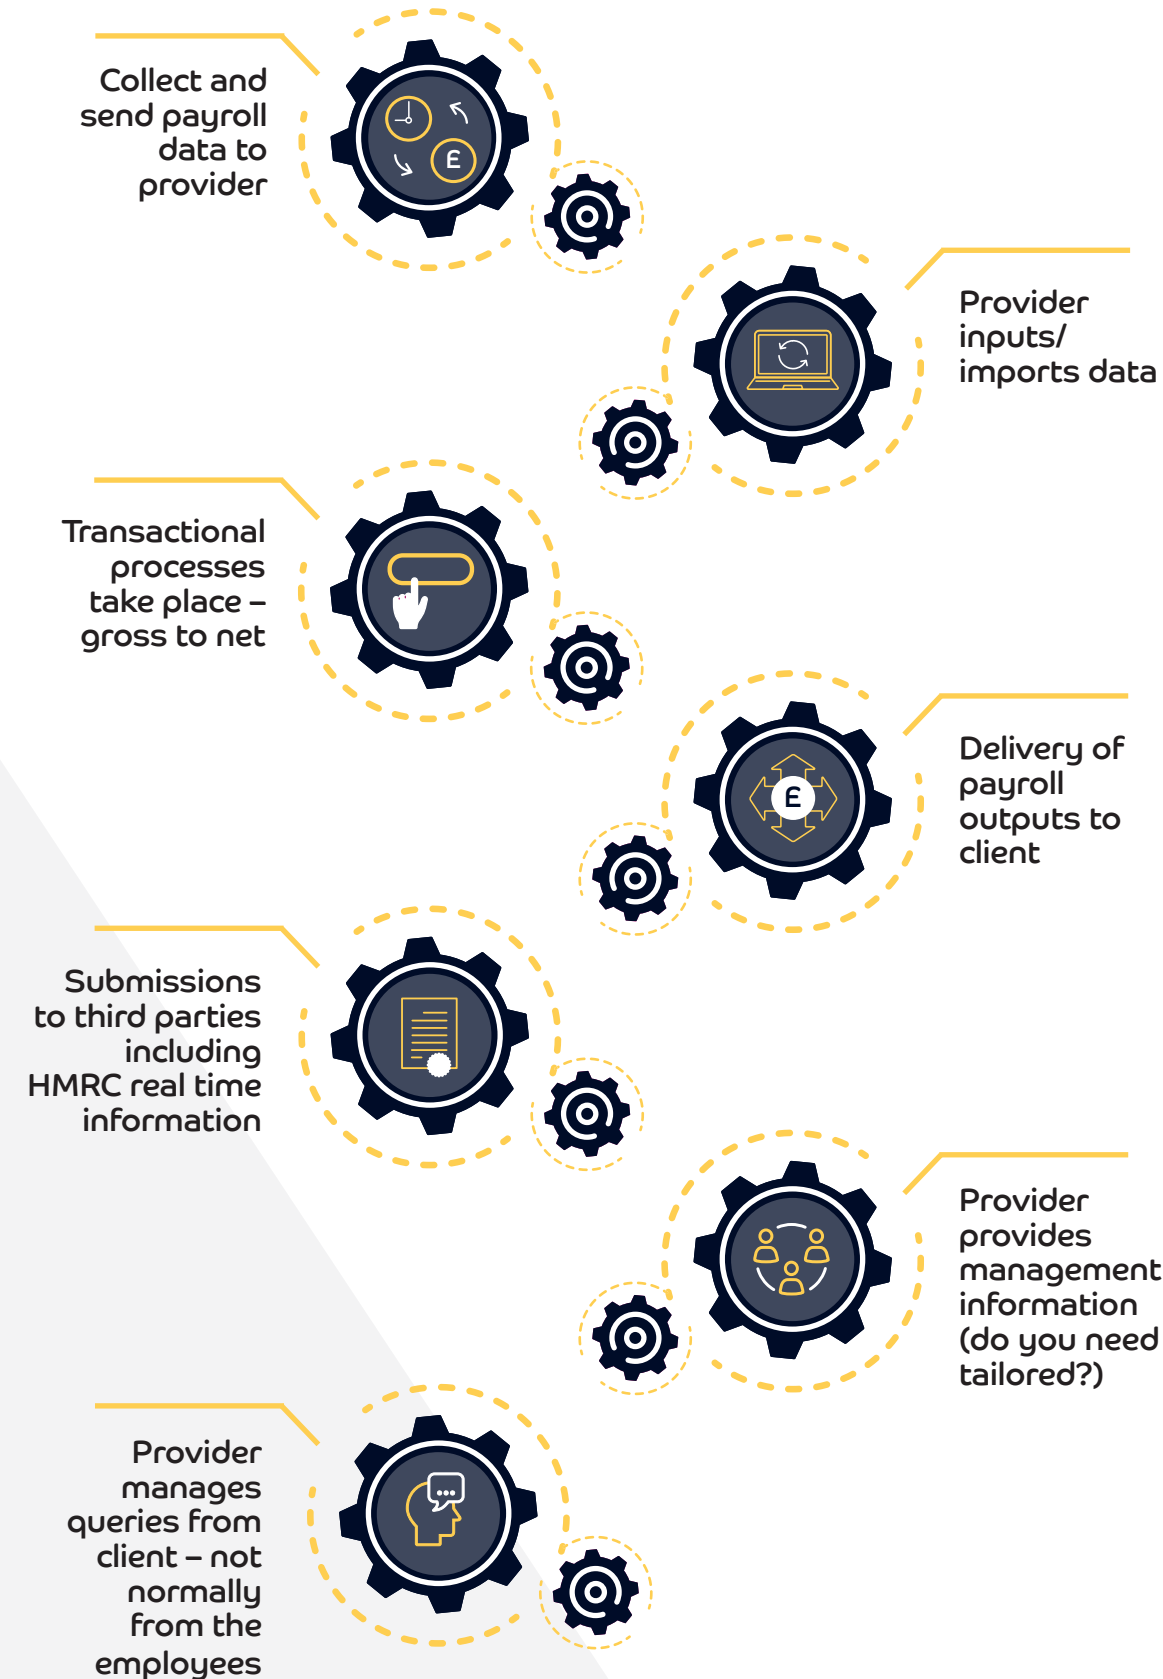 Collect and
send payroll
data to
provider
£
Provider
inputs/
imports data
Transactional
processes
take place –
gross to net
Delivery of
payroll
outputs to
client
£
Submissions
to third parties
including
HMRC real time
information
Provider
provides
management
information
(do you need
tailored?)
Provider
manages
queries from
client – not
normally
from the
employees